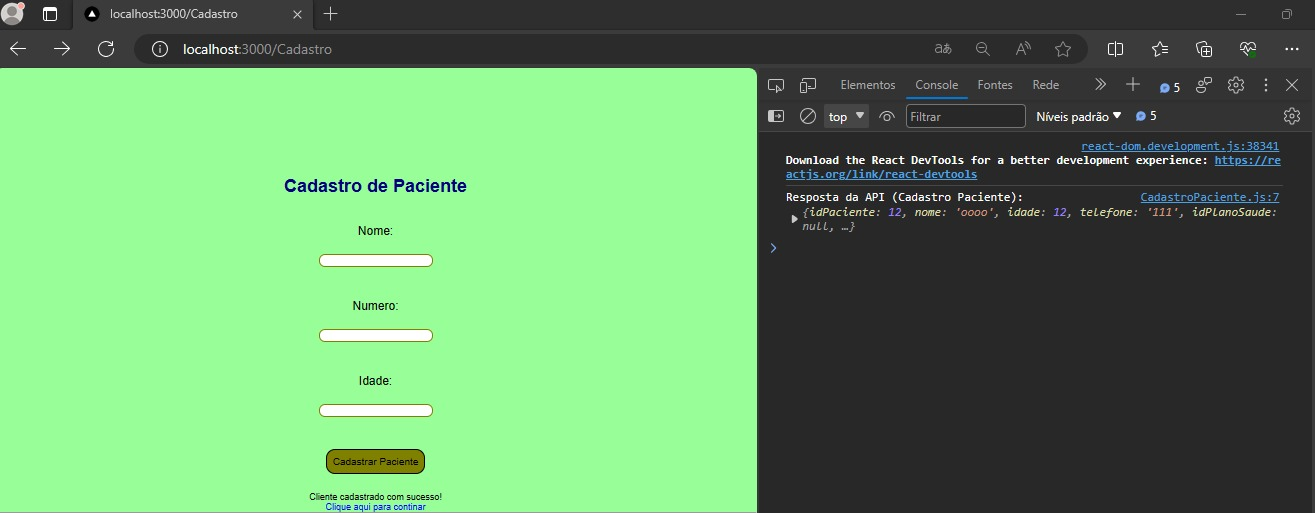 localhost:3000/Cadastro
localhost:3000/Cadastro
Cadastro de Paciente
Nome:
Numero:
Idade:
Cadastrar Paciente
Cliente cadastrado com sucesso!
Clique aqui para continar
Elementos Console Fontes Rede 5
top Filtrar Níveis padrão 5
react-dom.development.js:38341
Download the React DevTools for a better development experience: https://re
actjs.org/link/react-devtools
Resposta da API (Cadastro Paciente): CadastroPaciente.js:7
{idPaciente: 12, nome: 'oooo', idade: 12, telefone: '111', idPlanoSaude:
null, …}